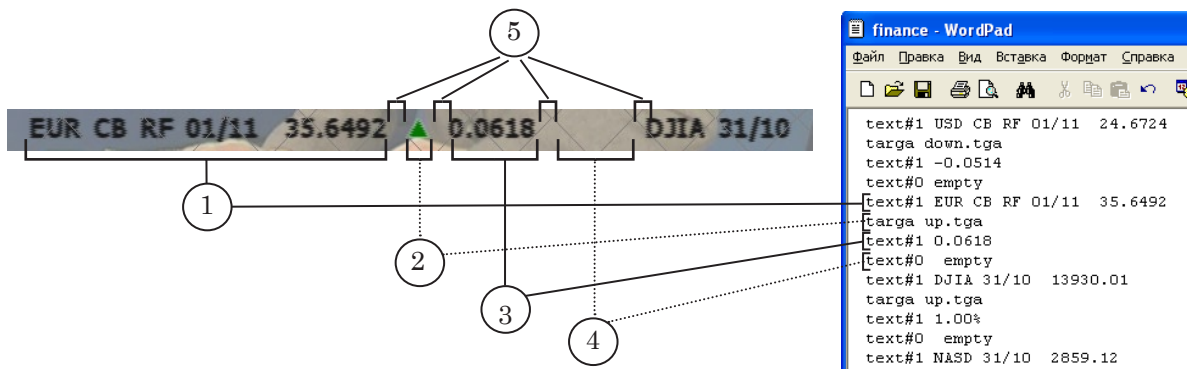 5
finance - WordPad
Файл Правка Вид Вставка Формат Справка
EUR CB RF 01/11 35.6492 0.0618 DJIA 31/10
1
2
3
4
text#1 USD CB RF 01/11 24.6724
targa down.tga
text#1 -0.0514
text#0 empty
text#1 EUR CB RF 01/11 35.6492
targa up.tga
text#1 0.0618
text#0 empty
text#1 DJIA 31/10 13930.01
targa up.tga
text#1 1.00%
text#0 empty
text#1 NASD 31/10 2859.12